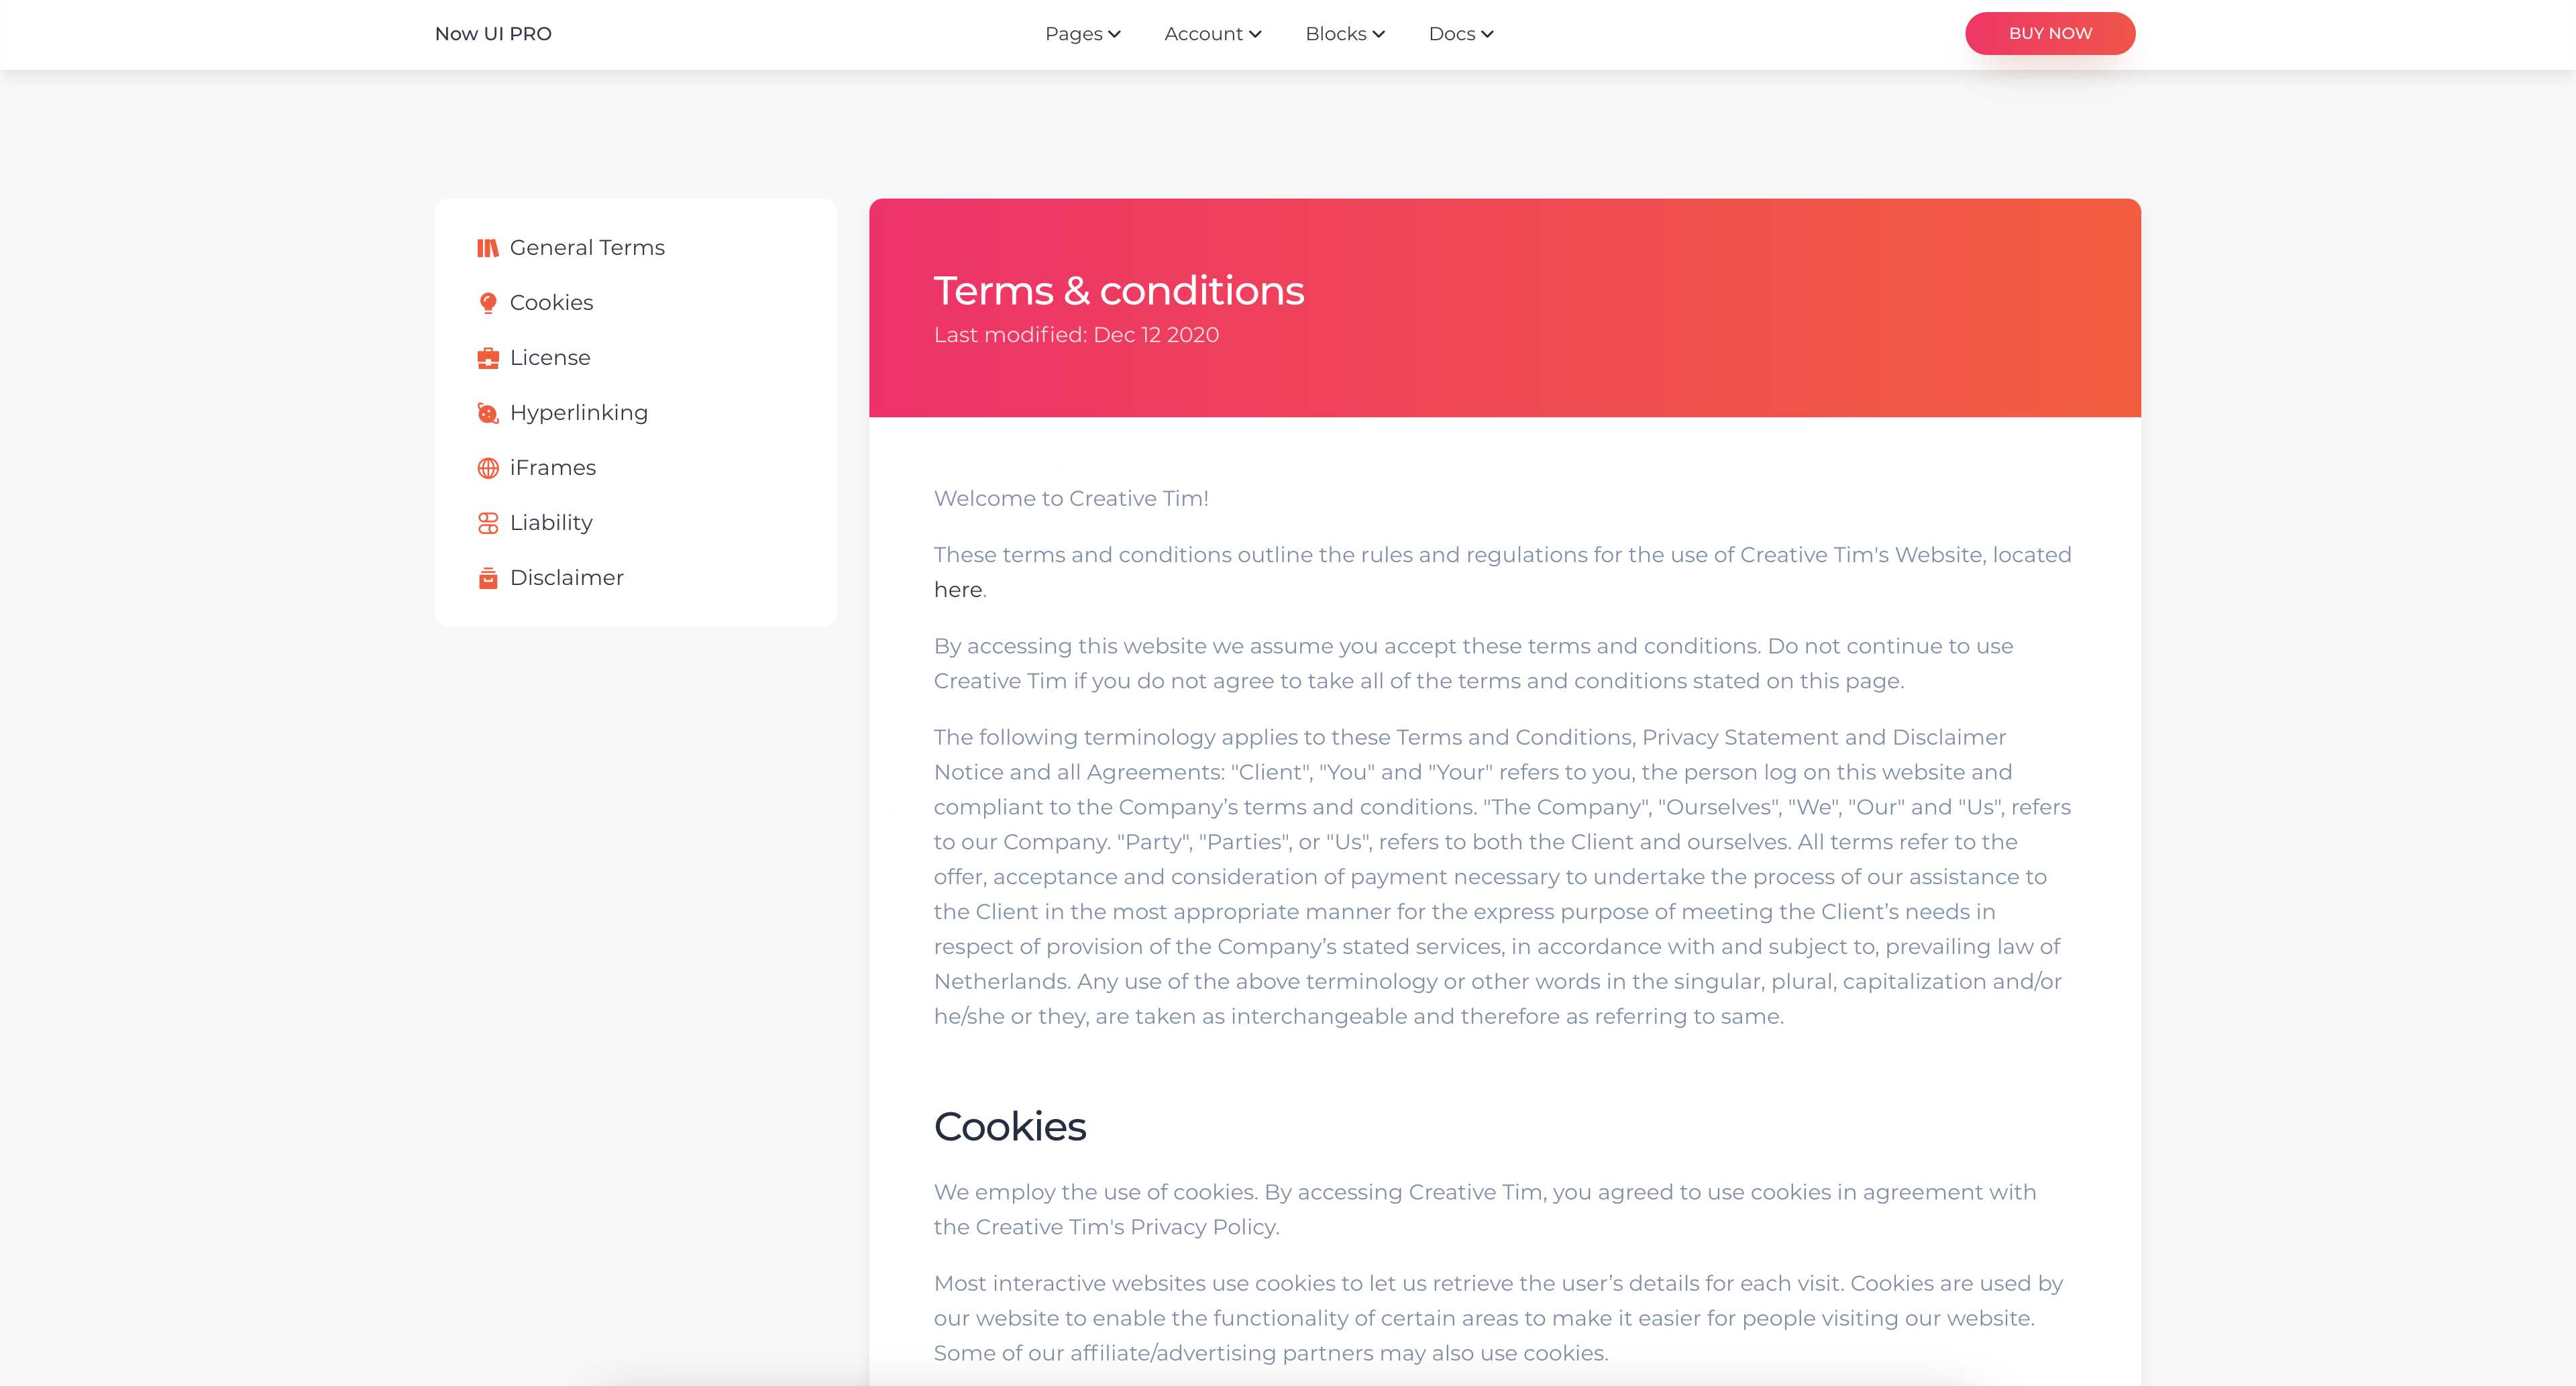 Now UI PRO
Pages
Account
Blocks
Docs
BUY NOW
General Terms
Cookies
License
Hyperlinking
iFrames
Liability
Disclaimer
Terms & conditions
Last modified: Dec 12 2020
Welcome to Creative Tim!
These terms and conditions outline the rules and regulations for the use of Creative Tim's Website, located
here.
By accessing this website we assume you accept these terms and conditions. Do not continue to use
Creative Tim if you do not agree to take all of the terms and conditions stated on this page.
The following terminology applies to these Terms and Conditions, Privacy Statement and Disclaimer
Notice and all Agreements: "Client", "You" and "Your" refers to you, the person log on this website and
compliant to the Company’s terms and conditions. "The Company", "Ourselves", "We", "Our" and "Us", refers
to our Company. "Party", "Parties", or "Us", refers to both the Client and ourselves. All terms refer to the
offer, acceptance and consideration of payment necessary to undertake the process of our assistance to
the Client in the most appropriate manner for the express purpose of meeting the Client’s needs in
respect of provision of the Company’s stated services, in accordance with and subject to, prevailing law of
Netherlands. Any use of the above terminology or other words in the singular, plural, capitalization and/or
he/she or they, are taken as interchangeable and therefore as referring to same.
Cookies
We employ the use of cookies. By accessing Creative Tim, you agreed to use cookies in agreement with
the Creative Tim's Privacy Policy.
Most interactive websites use cookies to let us retrieve the user’s details for each visit. Cookies are used by
our website to enable the functionality of certain areas to make it easier for people visiting our website.
Some of our affiliate/advertising partners may also use cookies.